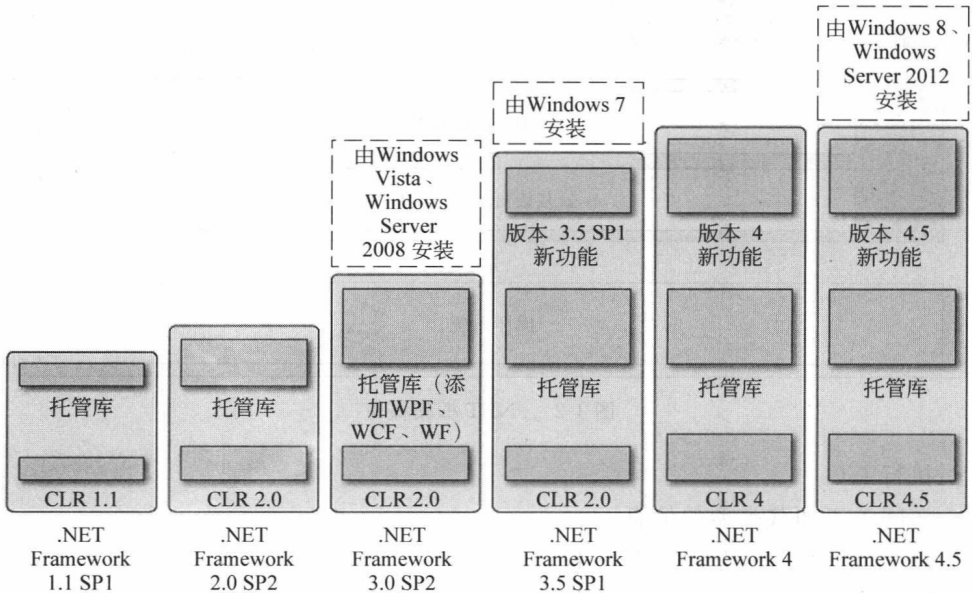 由Windows 8、
Windows
Server 2012
安装
由Windows 7
安装
由Windows
Vista、
Windows
Server
2008 安装
版本 3.5 SP1
新功能
版本 4
新功能
版本 4.5
新功能
托管库
托管库
托管库（添
加WPF、
WCF、WF）
托管库
托管库
托管库
CLR 1.1
CLR 2.0
CLR 2.0
CLR 2.0
CLR 4
CLR 4.5
.NET
Framework
1.1 SP1
.NET
Framework
2.0 SP2
.NET
Framework
3.0 SP2
.NET
Framework
3.5 SP1
.NET
Framework 4
.NET
Framework 4.5